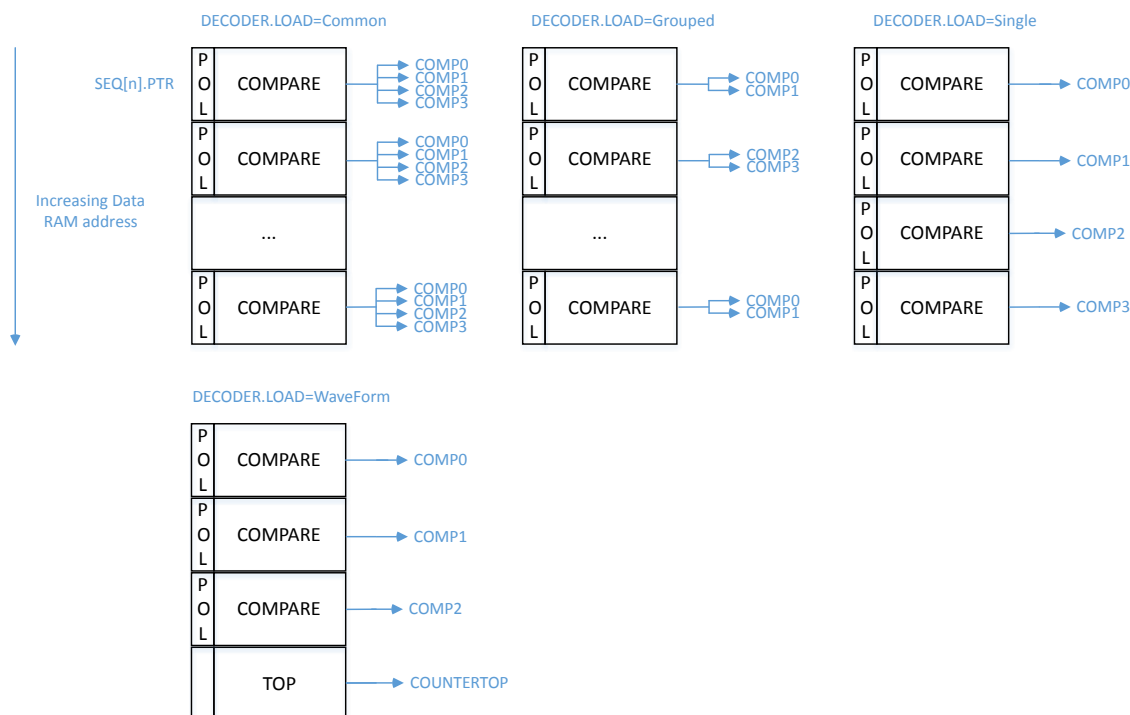 DECODER.LOAD=Common
SEQ[n].PTR
Increasing Data
RAM address
P
O
L
COMPARE
COMP0
COMP1
COMP2
COMP3
P
O
L
COMPARE
COMP0
COMP1
COMP2
COMP3
...
P
O
L
COMPARE
COMP0
COMP1
COMP2
COMP3
DECODER.LOAD=Grouped
P
O
L
COMPARE
COMP0
COMP1
P
O
L
COMPARE
COMP2
COMP3
...
P
O
L
COMPARE
COMP0
COMP1
DECODER.LOAD=Single
P
O
L
COMPARE
COMP0
P
O
L
COMPARE
COMP1
P
O
L
COMPARE
COMP2
P
O
L
COMPARE
COMP3
DECODER.LOAD=WaveForm
P
O
L
COMPARE
COMP0
P
O
L
COMPARE
COMP1
P
O
L
COMPARE
COMP2
TOP
COUNTERTOP